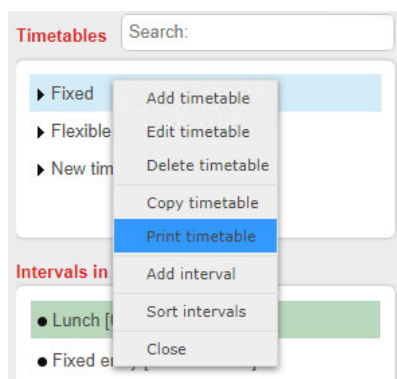 Timetables Search:
Fixed
Add timetable
Flexible
Edit timetable
Delete timetable
New
Copy timetable
Print timetable
Intervals in
Add interval
Sort intervals
Lunch
Close
Fixed